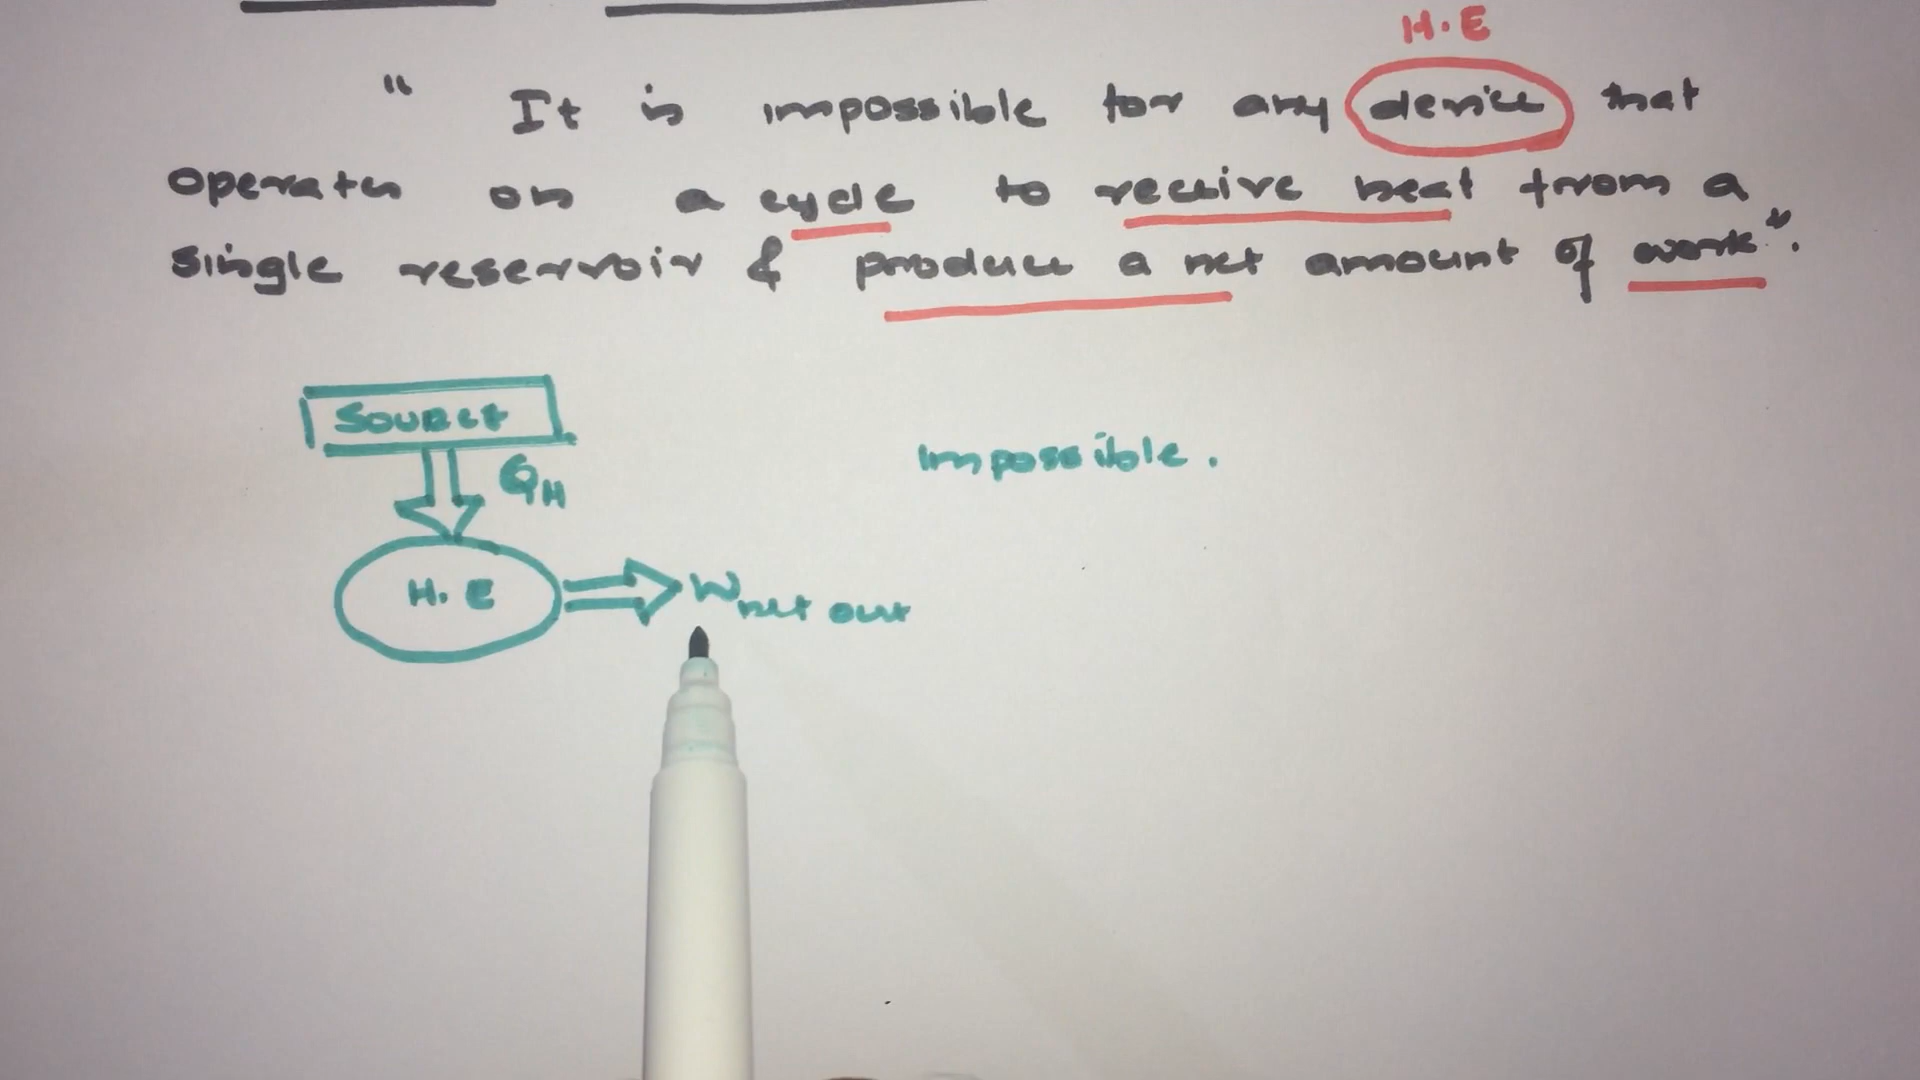 H.E
" It is impossible for any device that
operates on a cycle to receive heat from a
single reservoir & produce a net amount of work".
Source
QH
Impossible.
H.E
Wnet out